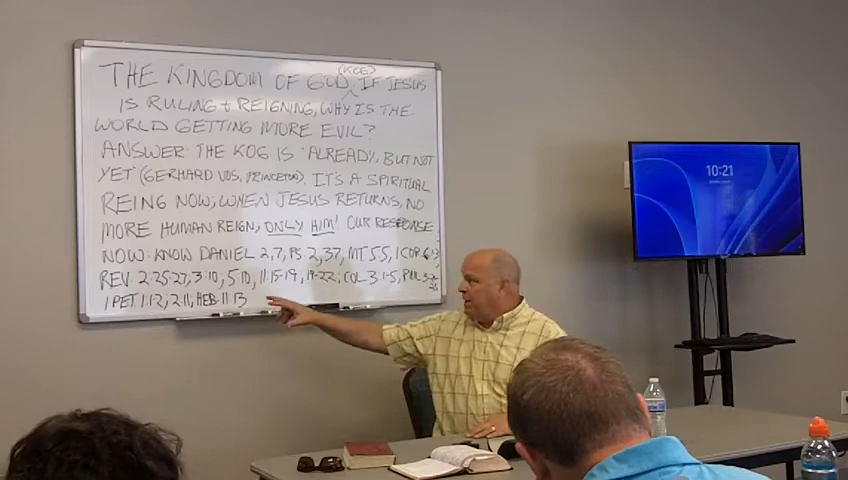 THE KINGDOM OF GOD (KOG): IF JESUS
IS RULING + REIGNING, WHY IS THE
WORLD GETTING MORE EVIL?
ANSWER: THE KOG IS "ALREADY, BUT NOT
YET" (GERHARD VOS, PRINCETON). IT'S A SPIRITUAL
REING NOW; WHEN JESUS RETURNS, NO
MORE HUMAN REIGN, ONLY HIM! OUR RESPONSE
NOW: KNOW DANIEL 2,7, PS. 2, 37, MT 5:5, 1 COR
REV. 2:25-27, 3:10, 5:10, 11:15-19, 19-22; COL 3:1-5,
1 PET 1:12, 2:11, HEB. 11:13
10:21